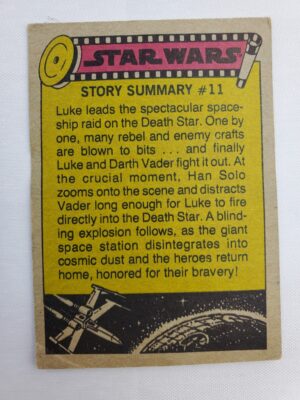 STAR WARS
STORY SUMMARY #11
Luke leads the spectacular space-
ship raid on the Death Star. One by
one, many rebel and enemy crafts
are blown to bits . . . and finally
Luke and Darth Vader fight it out. At
the crucial moment, Han Solo
zooms onto the scene and distracts
Vader long enough for Luke to fire
directly into the Death Star. A blind-
ing explosion follows, as the giant
space station disintegrates into
cosmic dust and the heroes return
home, honored for their bravery!